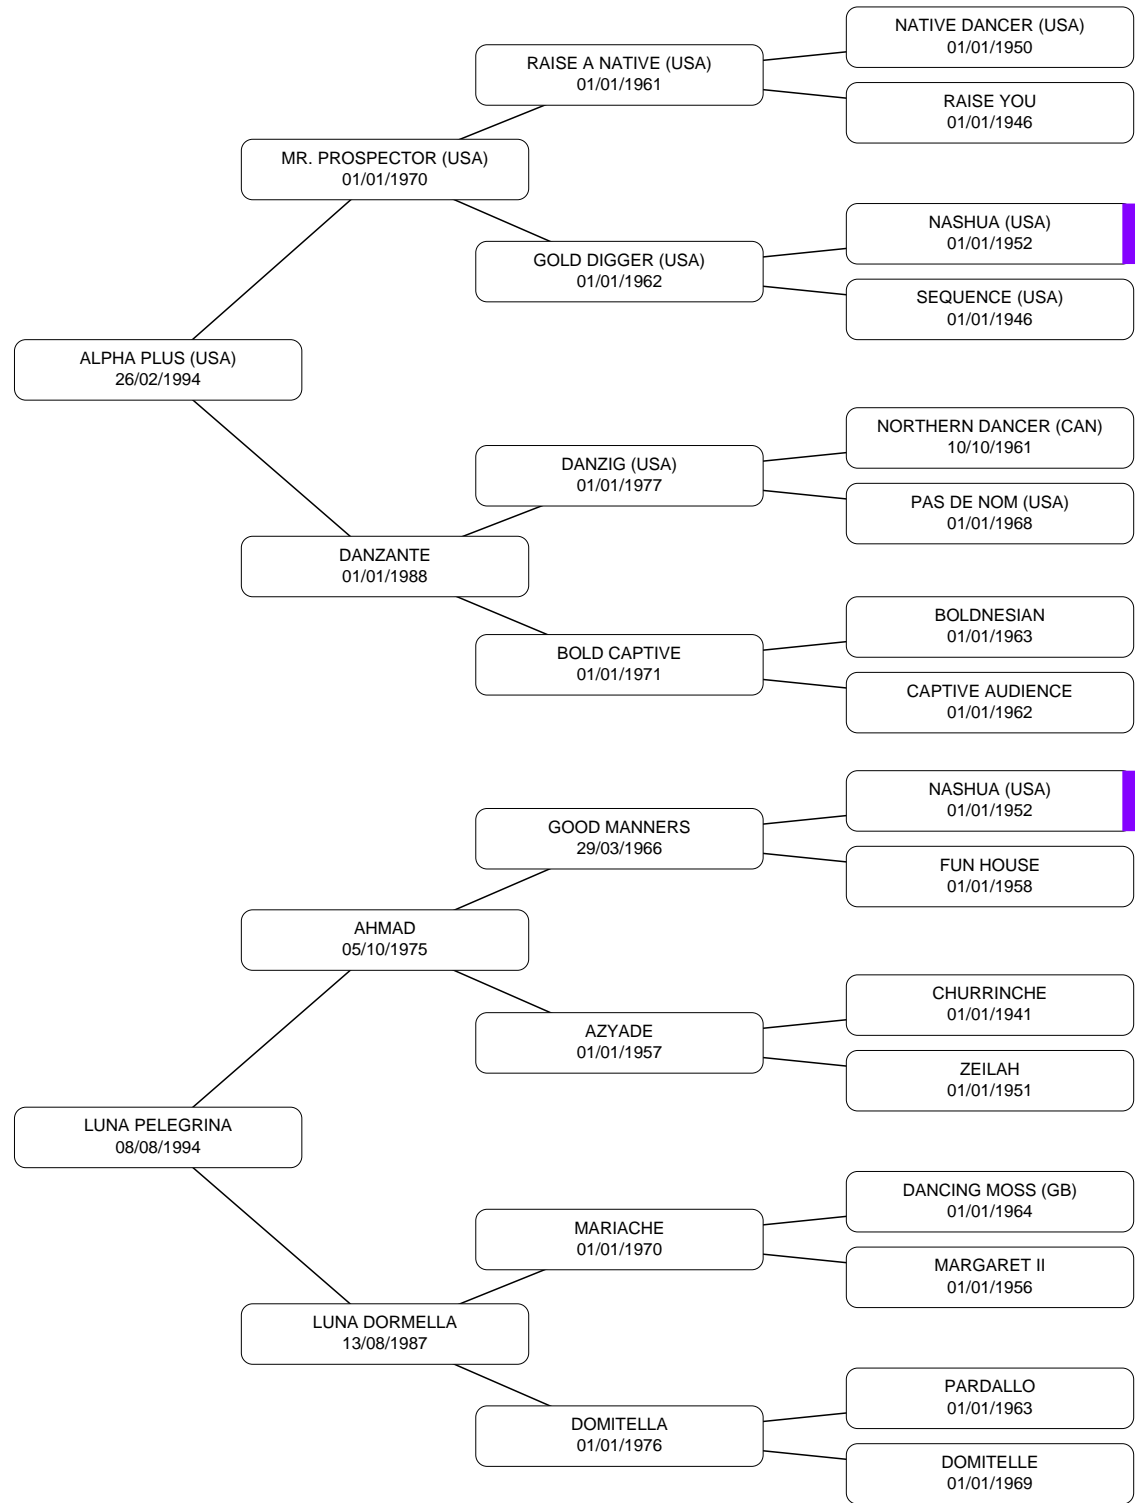 NATIVE DANCER (USA)
01/01/1950
RAISE A NATIVE (USA)
01/01/1961
RAISE YOU
01/01/1946
MR. PROSPECTOR (USA)
01/01/1970
NASHUA (USA)
01/01/1952
GOLD DIGGER (USA)
01/01/1962
SEQUENCE (USA)
01/01/1946
ALPHA PLUS (USA)
26/02/1994
NORTHERN DANCER (CAN)
10/10/1961
DANZIG (USA)
01/01/1977
PAS DE NOM (USA)
01/01/1968
DANZANTE
01/01/1988
BOLDNESIAN
01/01/1963
BOLD CAPTIVE
01/01/1971
CAPTIVE AUDIENCE
01/01/1962
NASHUA (USA)
01/01/1952
GOOD MANNERS
29/03/1966
FUN HOUSE
01/01/1958
AHMAD
05/10/1975
CHURRINCHE
01/01/1941
AZYADE
01/01/1957
ZEILAH
01/01/1951
LUNA PELEGRINA
08/08/1994
DANCING MOSS (GB)
01/01/1964
MARIACHE
01/01/1970
MARGARET II
01/01/1956
LUNA DORMELLA
13/08/1987
PARDALLO
01/01/1963
DOMITELLA
01/01/1976
DOMITELLE
01/01/1969